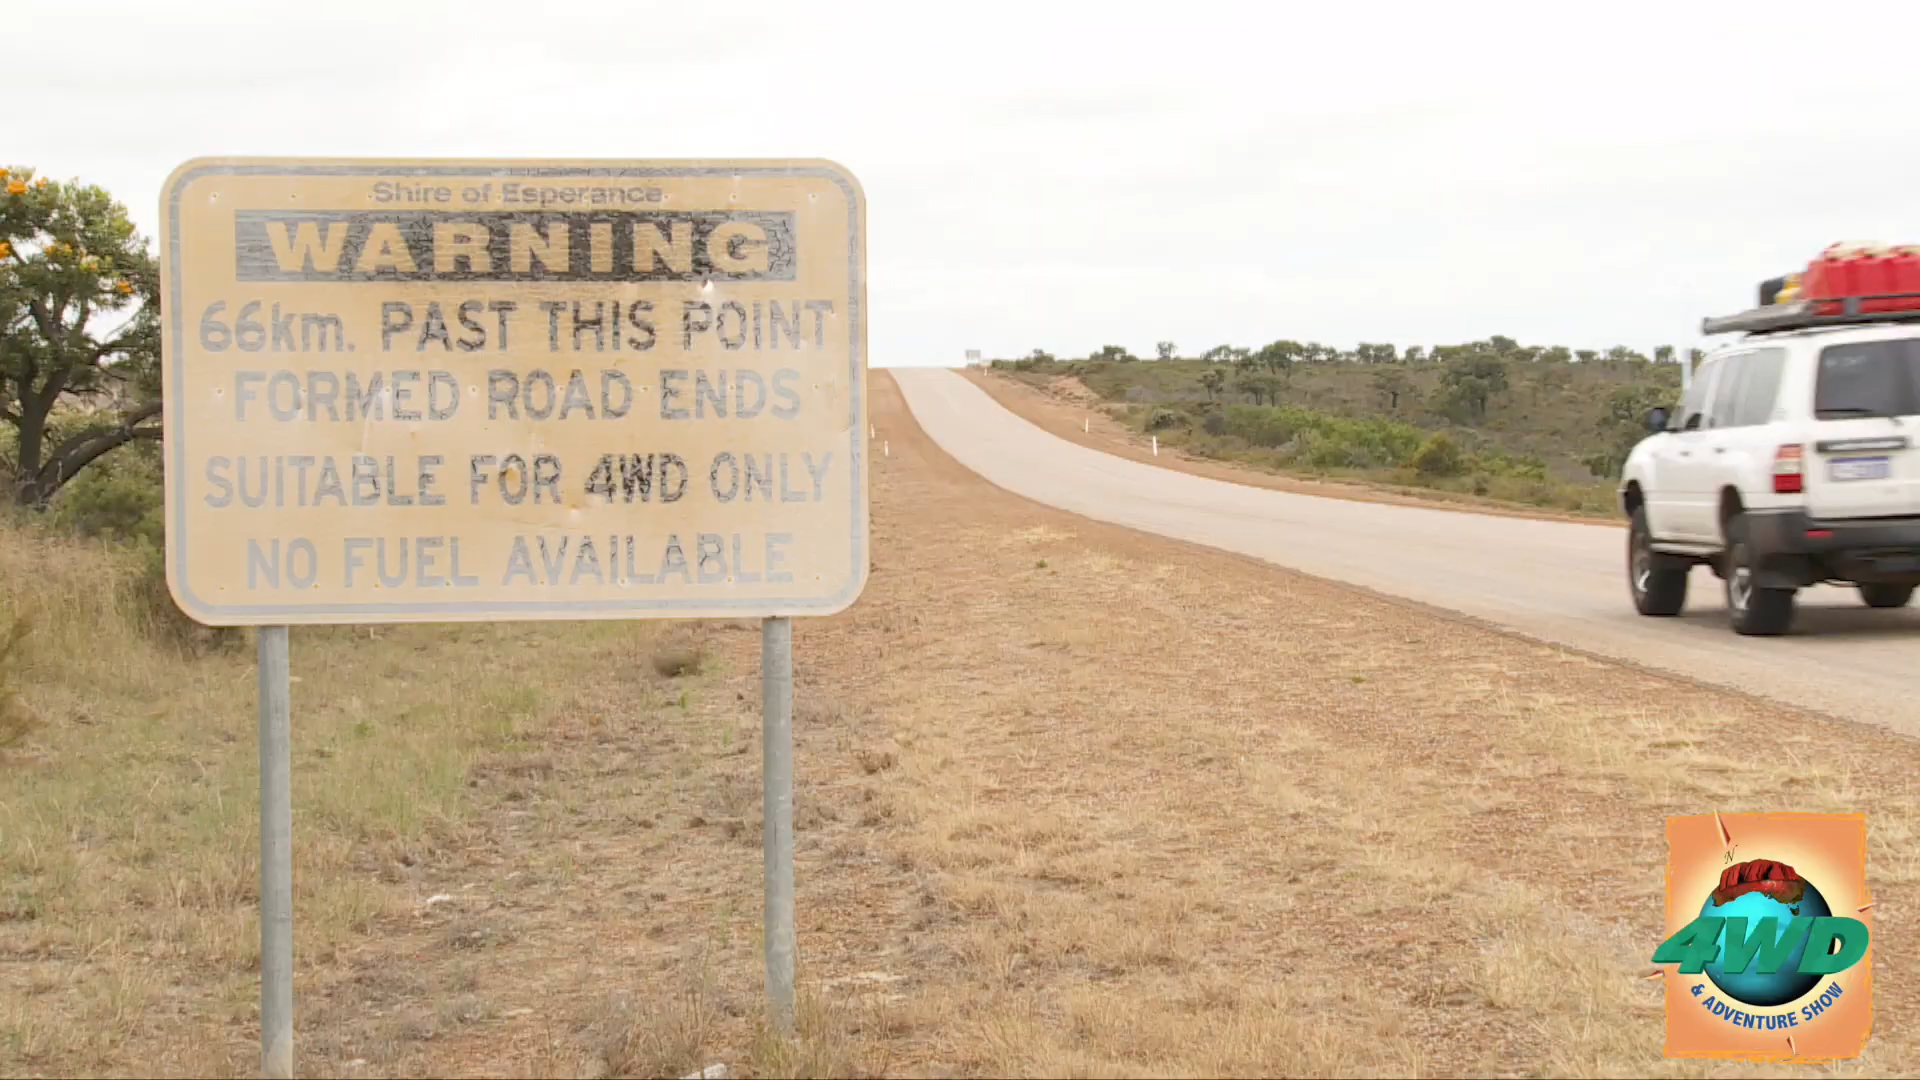 Shire of Esperance
WARNING
66km. PAST THIS POINT
FORMED ROAD ENDS
SUITABLE FOR 4WD ONLY
NO FUEL AVAILABLE
N
4WD
& ADVENTURE SHOW